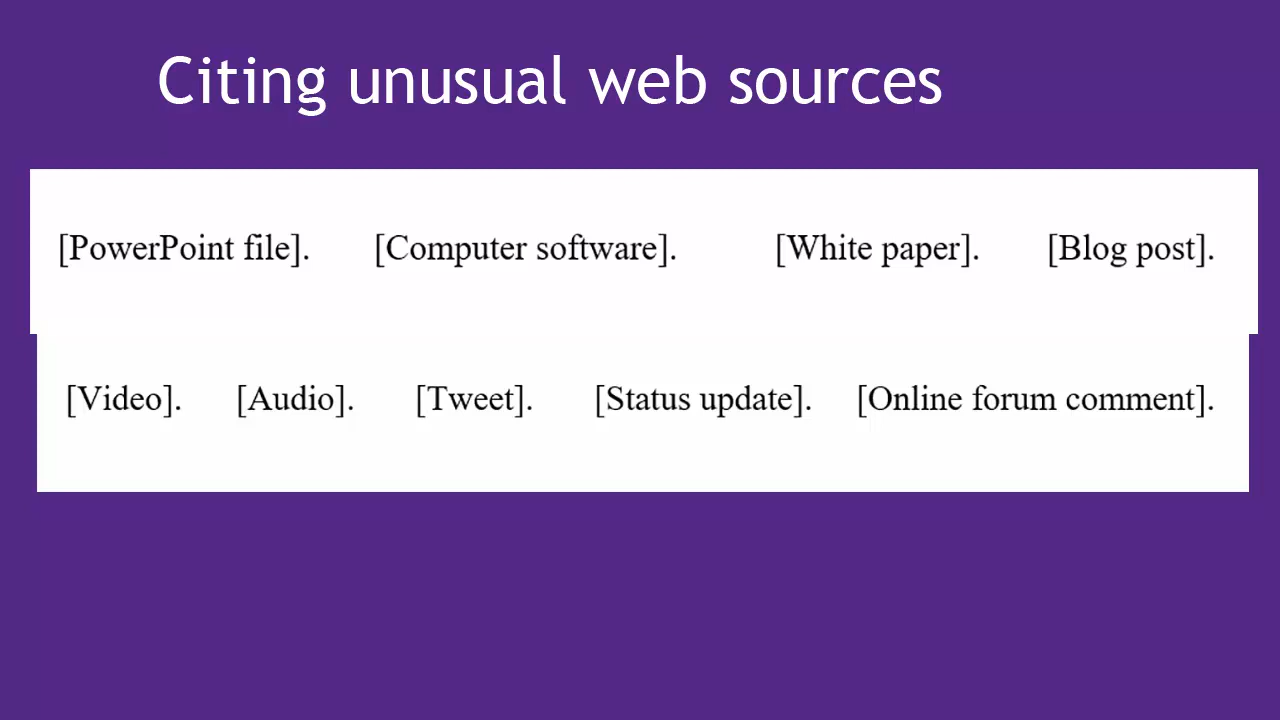 Citing unusual web sources
[PowerPoint file]. [Computer software]. [White paper]. [Blog post].
[Video]. [Audio]. [Tweet]. [Status update]. [Online forum comment].